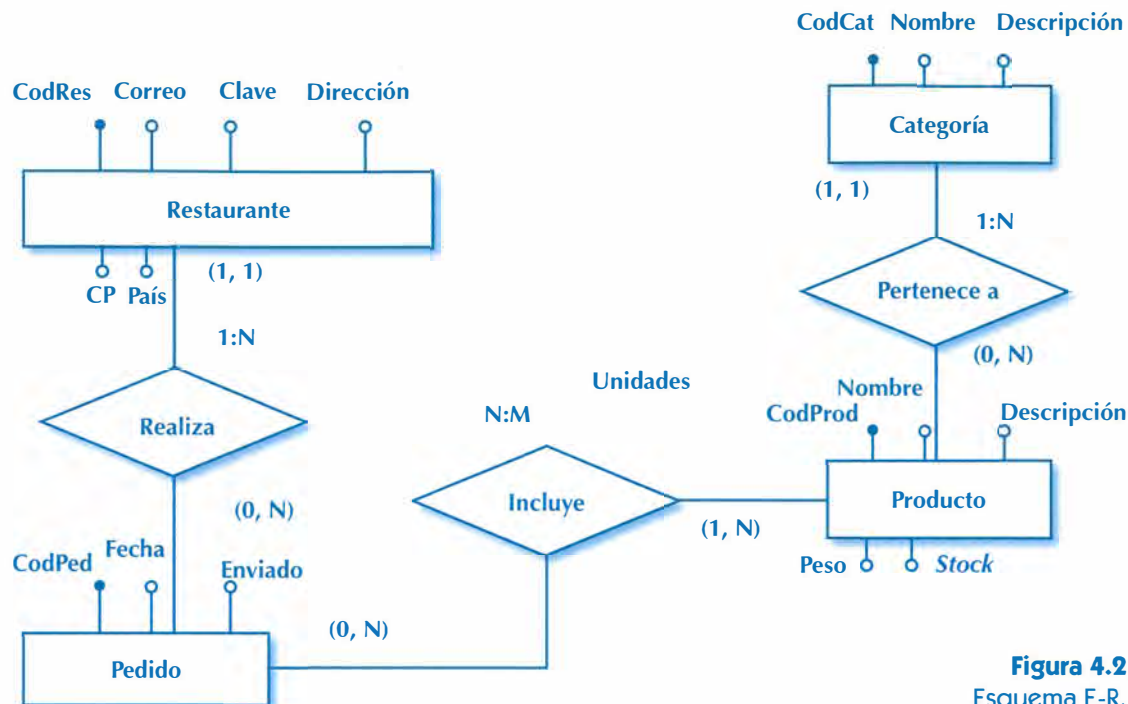 CodCat Nombre Descripción
CodRes Correo Clave Dirección
Categoría
(1, 1)
Restaurante
1:N
(1, 1)
CP País
Pertenece a
1:N
(0, N)
Unidades
Nombre
N:M
CodProd Descripción
Realiza
Incluye
Producto
(0, N)
(1, N)
Fecha
CodPed Enviado
Peso Stock
(0, N)
Pedido
Figura 4.2
Esquema E-R.